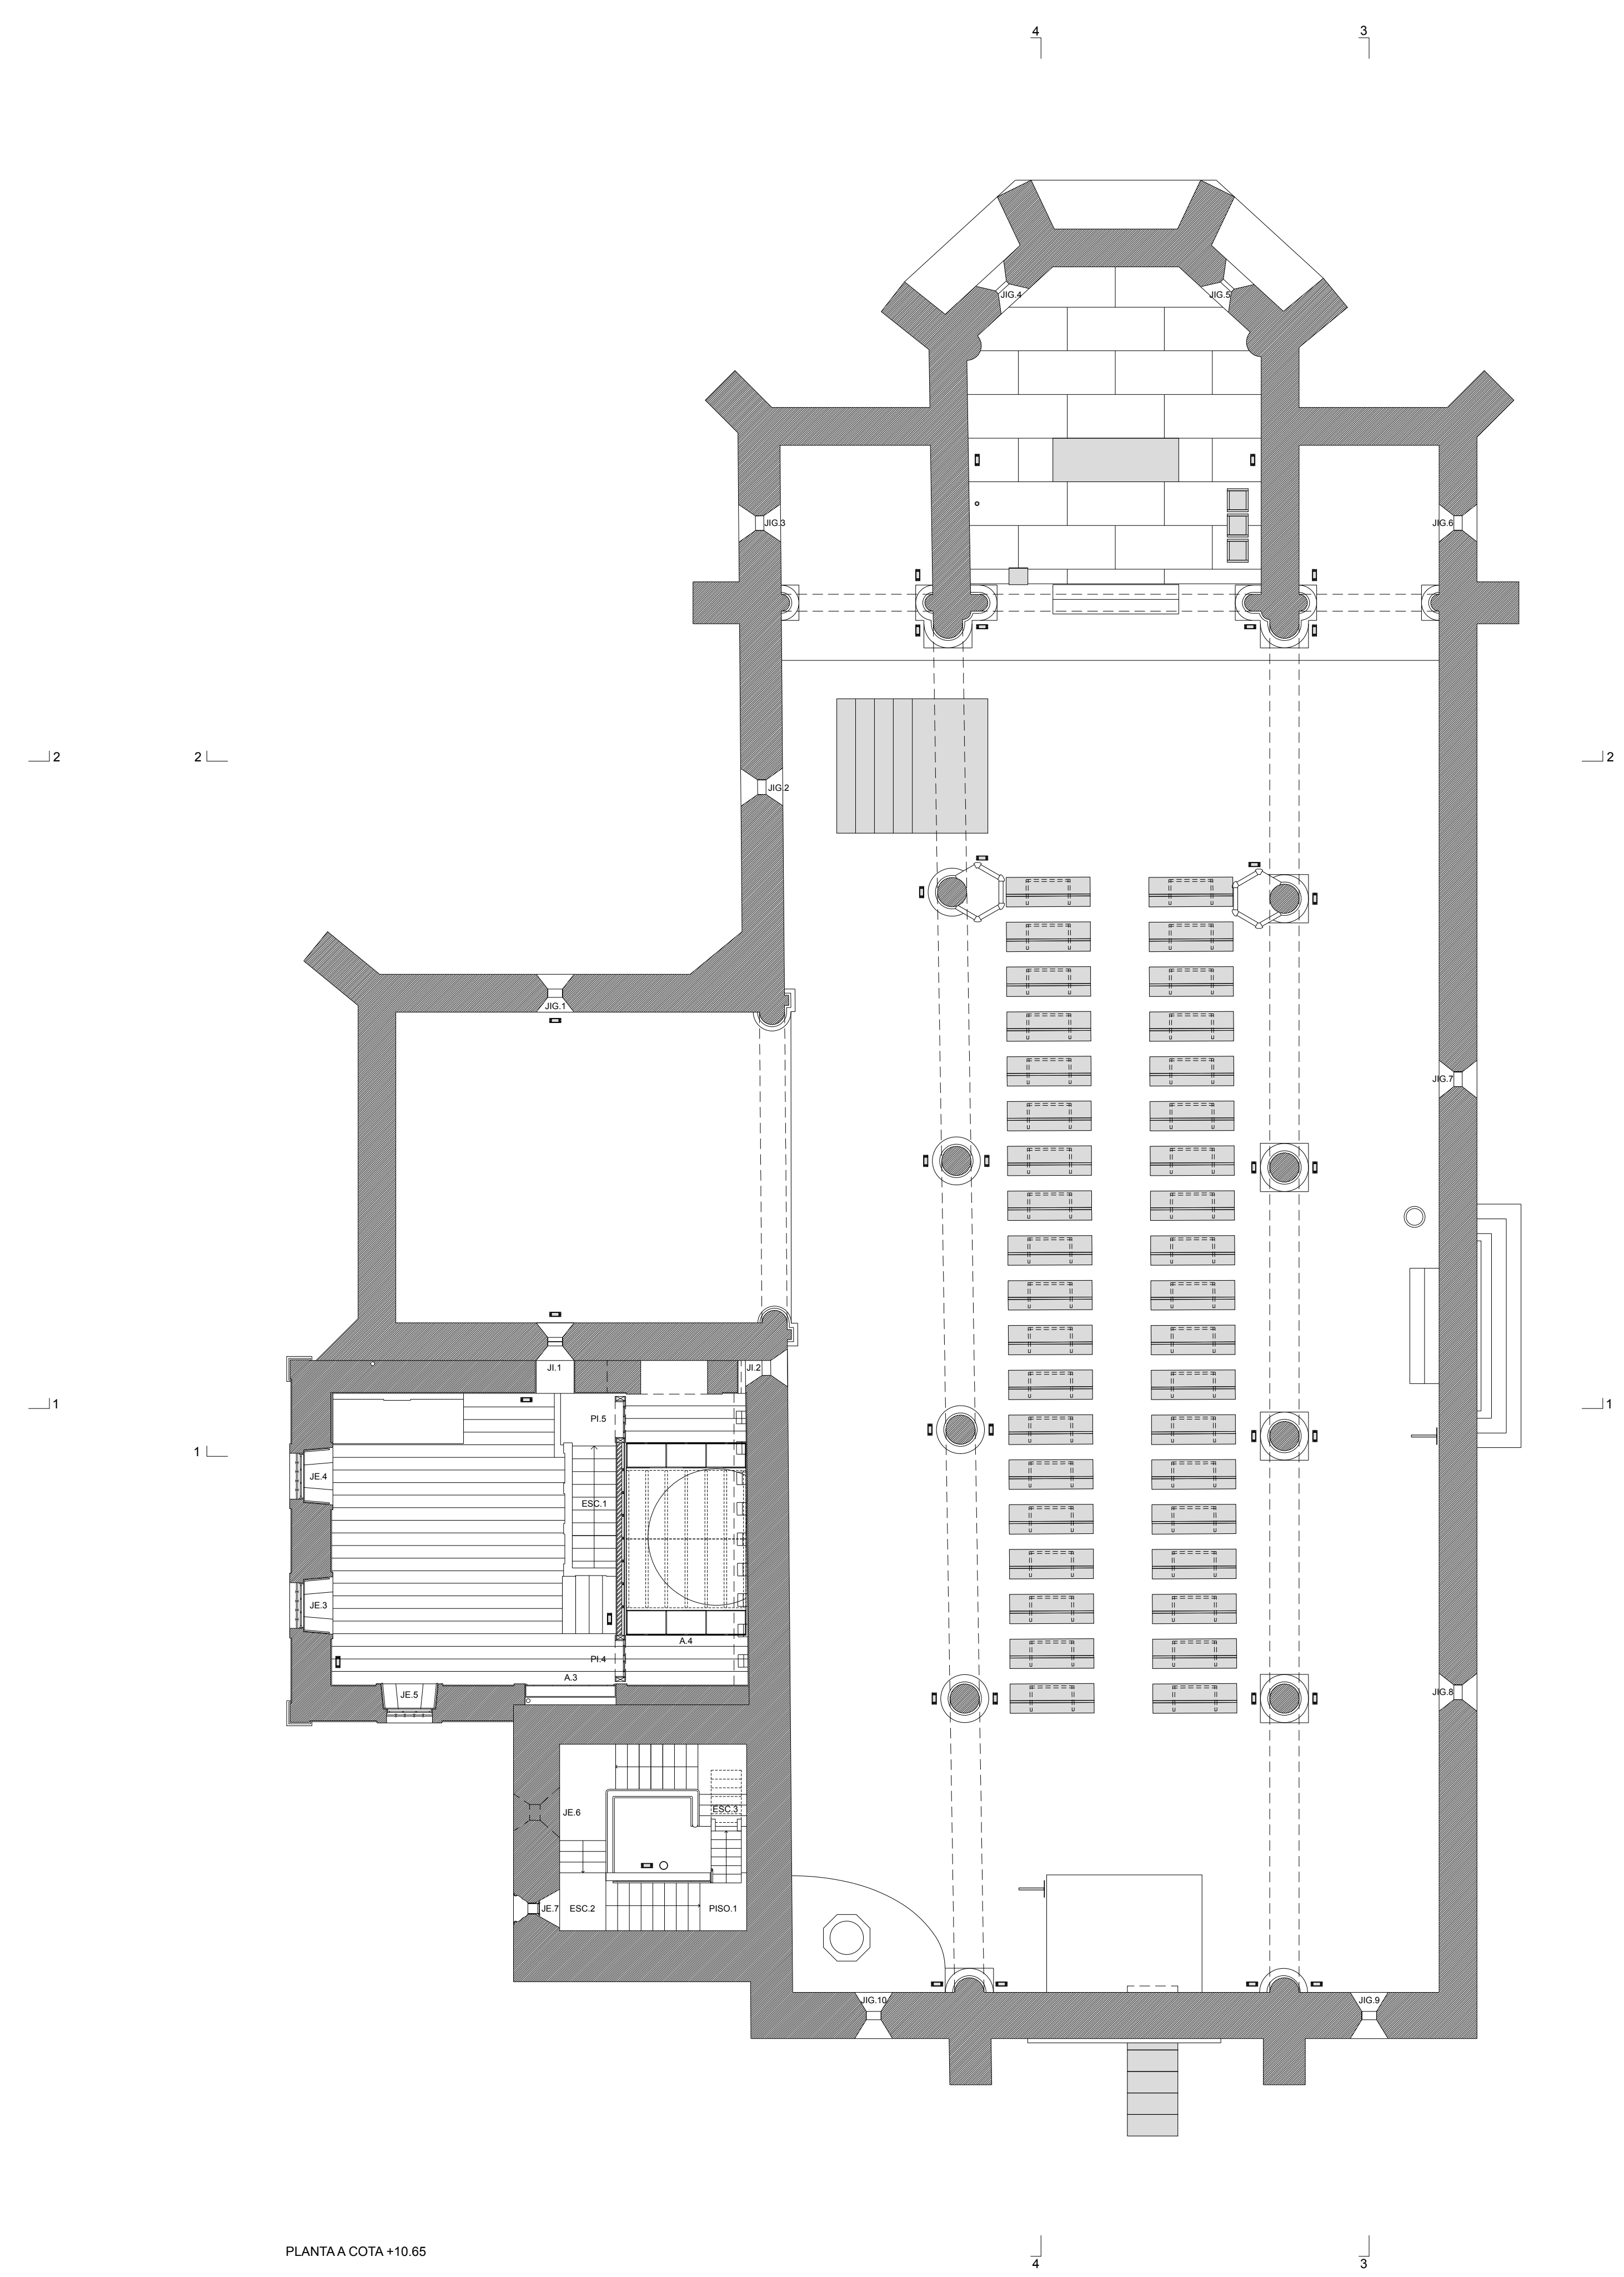 4
3
JIG.4
JIG.5
JIG.3
JIG.6
2
2
2
JIG.2
JIG.1
JIG.7
JI.1
JI.2
1
1
PI.5
1
JE.4
ESC.1
JE.3
A.4
PI.4
A.3
JE.5
JIG.8
ESC.3
JE.6
JE.7
ESC.2
PISO.1
JIG.10
JIG.9
PLANTA A COTA +10.65
4
3